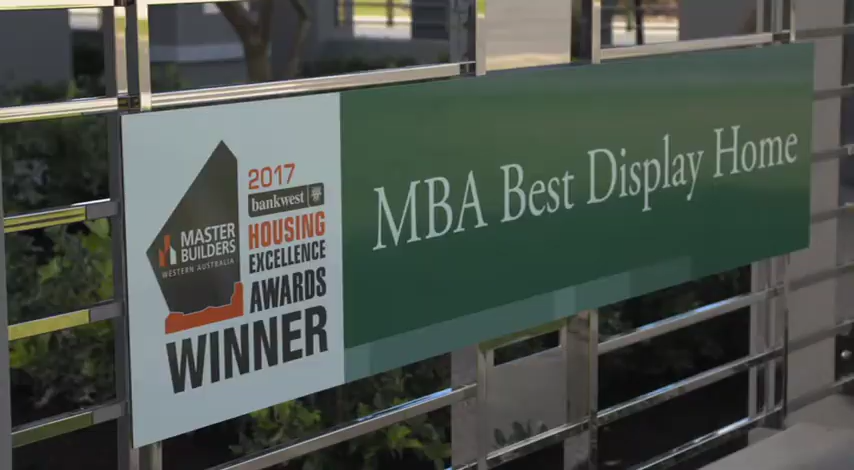 2017
bankwest
HOUSING
EXCELLENCE
AWARDS
WINNER
MASTER
BUILDERS
WESTERN AUSTRALIA
MBA Best Display Home